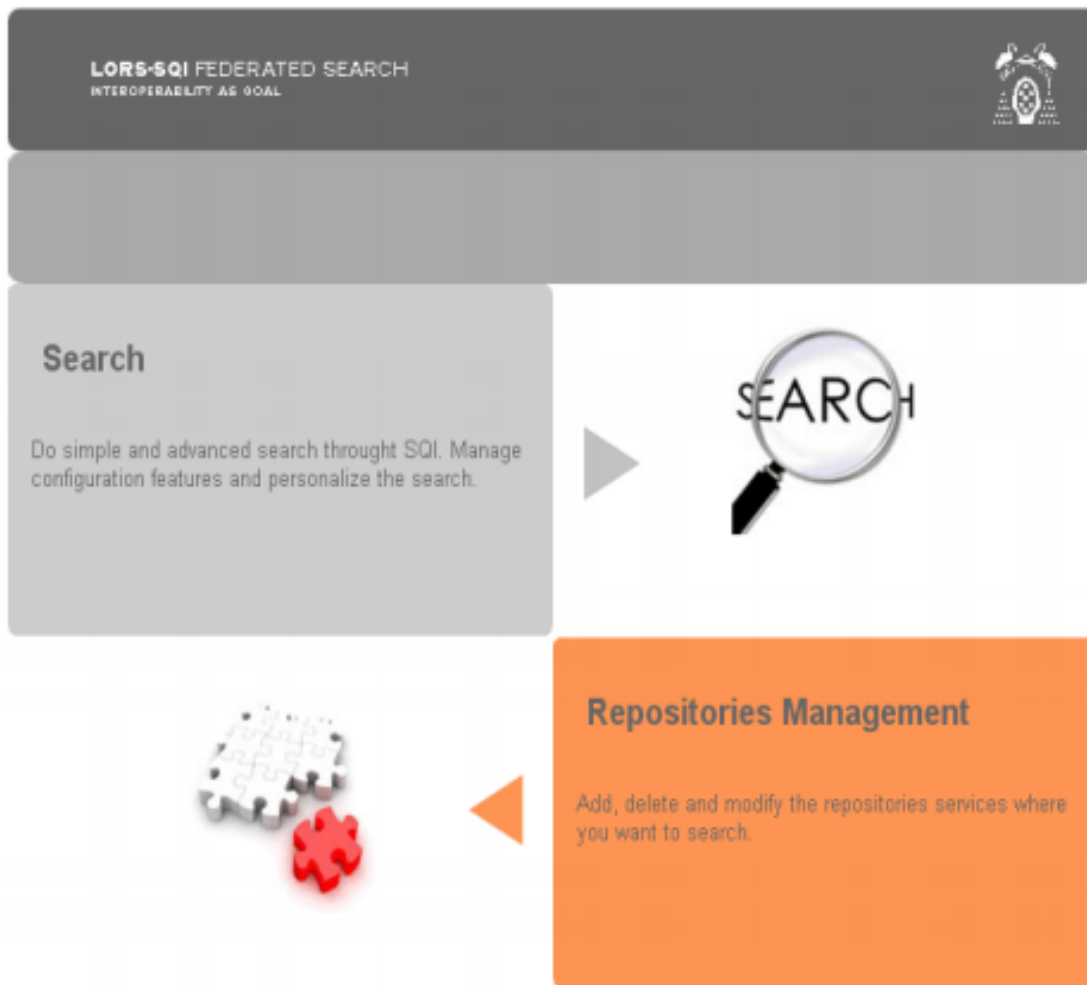 LORS-SQI FEDERATED SEARCH
INTEROPERABILITY AS GOAL
Search
SEARCH
Do simple and advanced search throught SQI. Manage
configuration features and personalize the search.
Repositories Management
Add, delete and modify the repositories services where
you want to search.